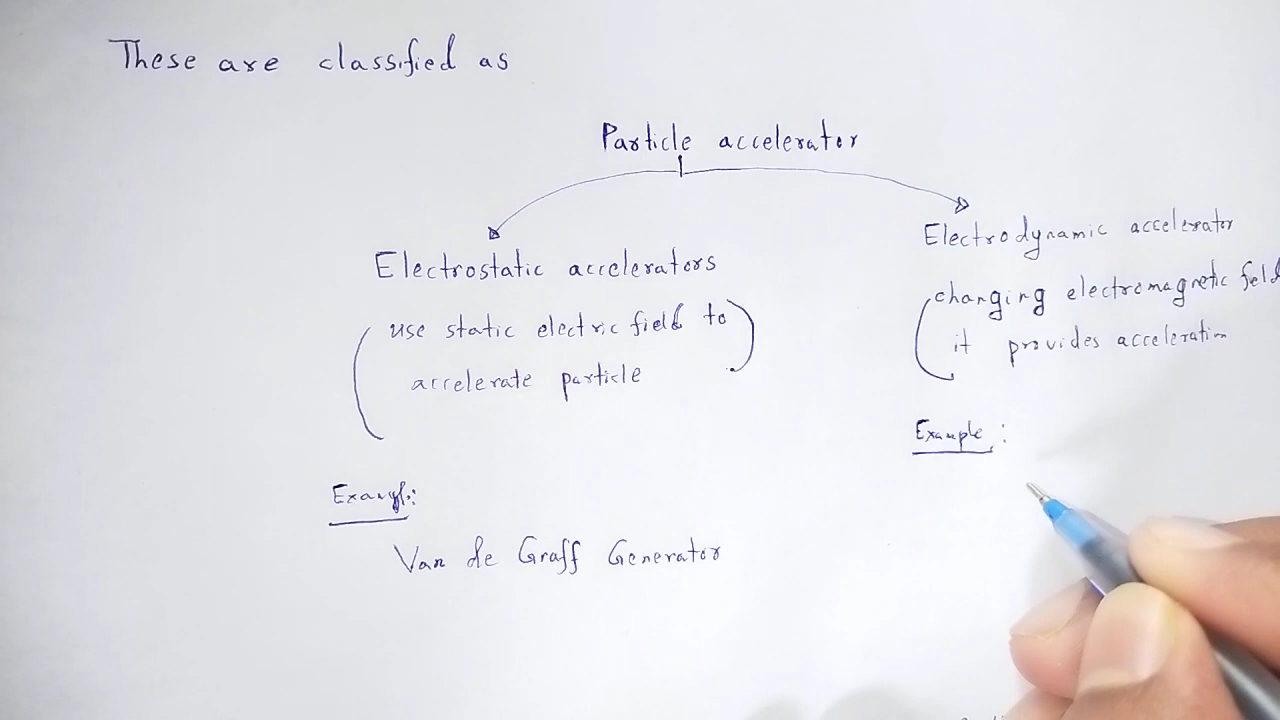 These are classified as
Particle accelerator
Electrostatic accelerators
(use static electric field to
accelerate particle)
Example:
Van de Graff Generator
Electrodynamic accelerator
(changing electromagnetic field
it provides acceleration
Example :